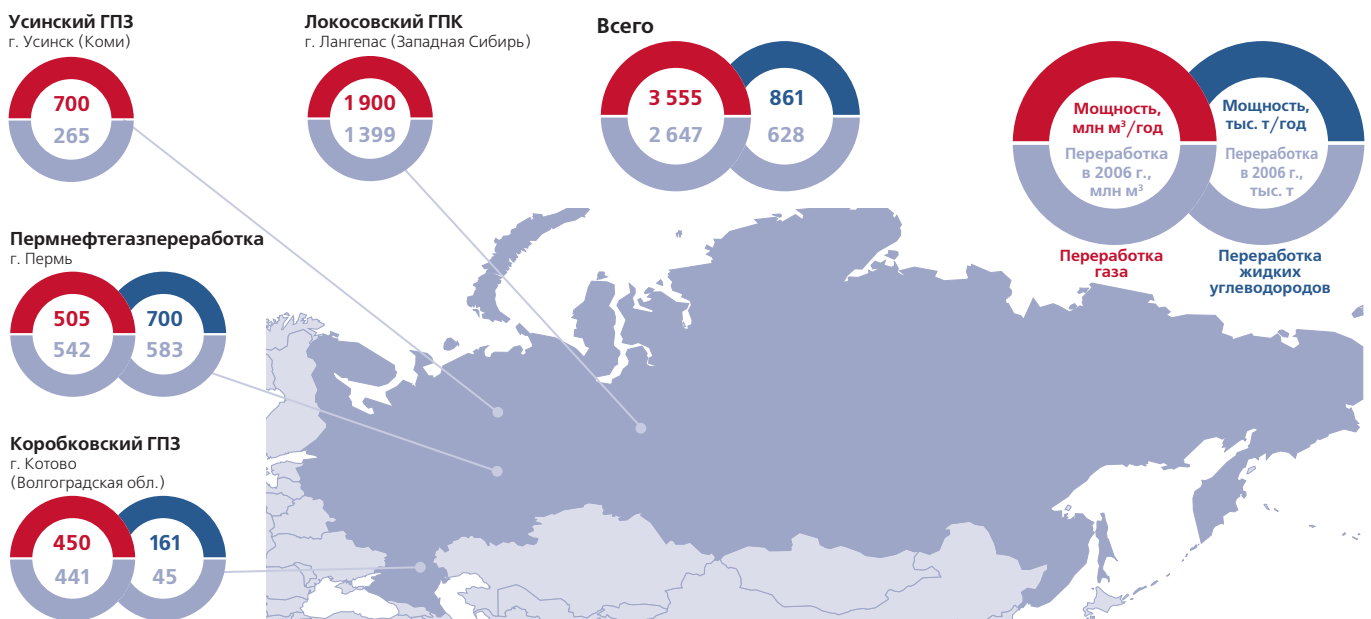 Усинский ГПЗ
г. Усинск (Коми)
700
265
Локосовский ГПК
г. Лангепас (Западная Сибирь)
1 900
1 399
Всего
3 555
2 647
861
628
Мощность,
млн м³/год
Переработка
в 2006 г.,
млн м³
Мощность,
тыс. т/год
Переработка
в 2006 г.,
тыс. т
Переработка
газа
Переработка
жидких
углеводородов
Пермнефтегазпереработка
г. Пермь
505
542
700
583
Коробковский ГПЗ
г. Котово
(Волгоградская обл.)
450
441
161
45